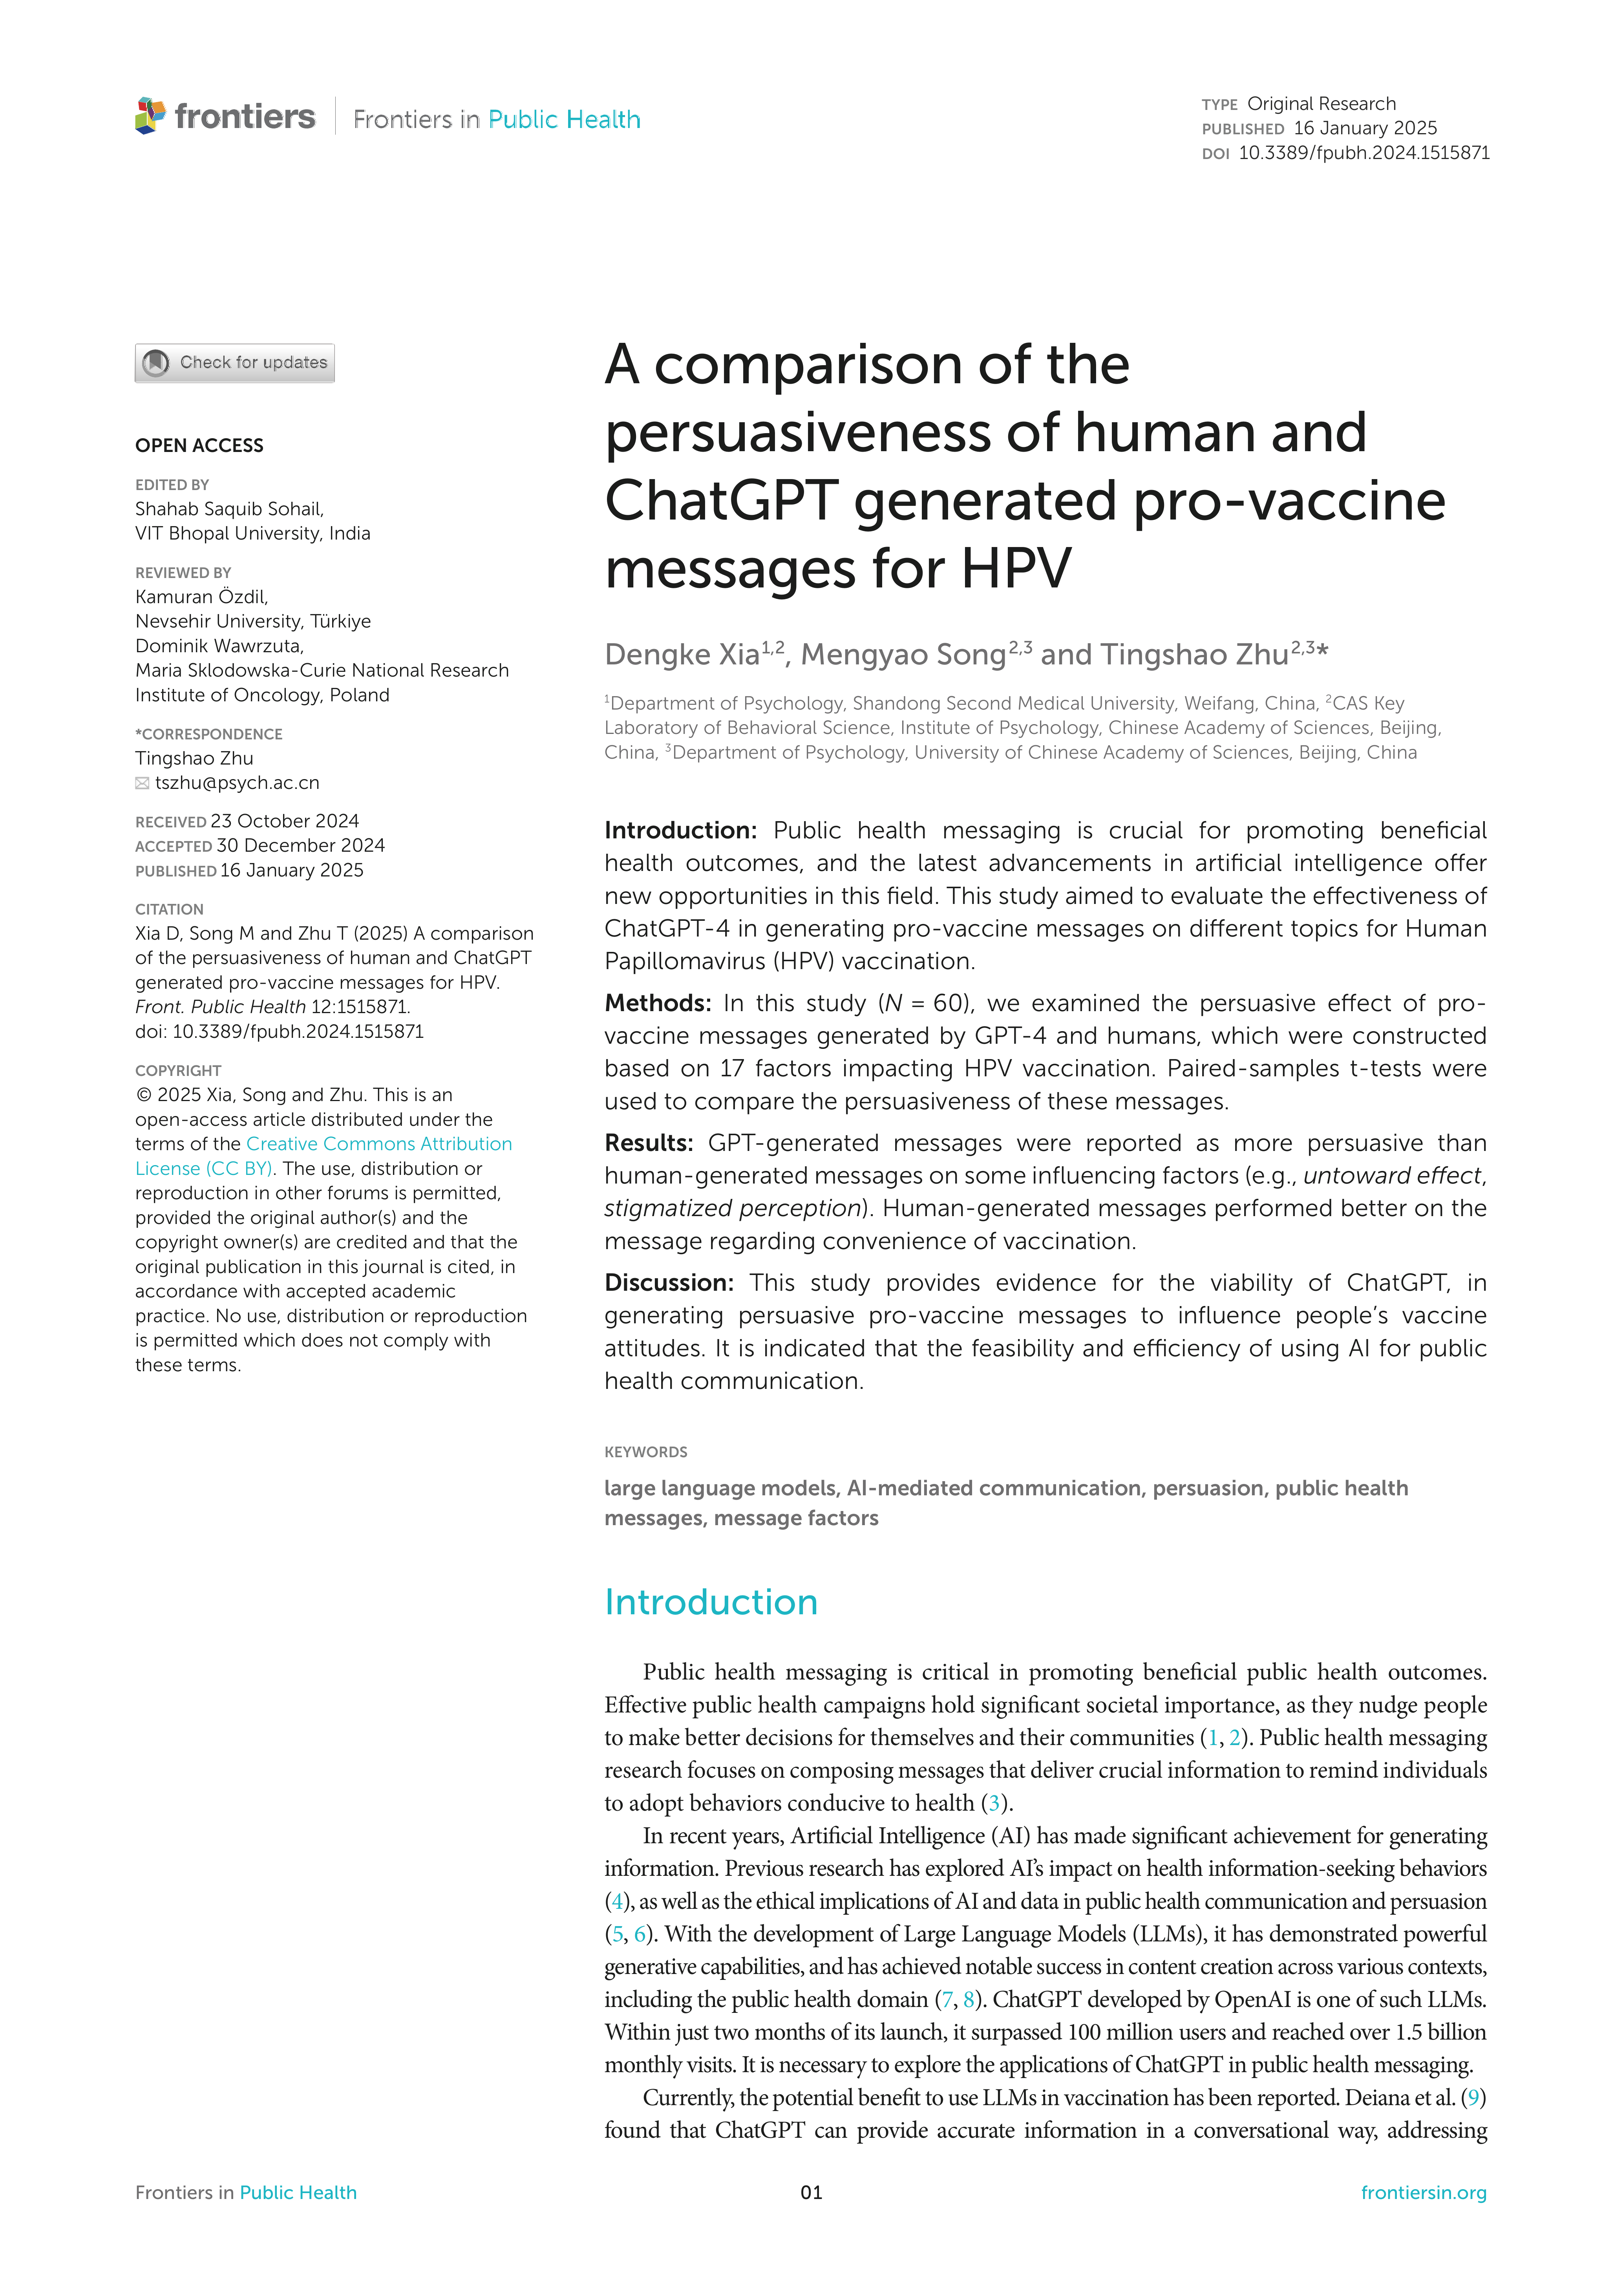 frontiers
Frontiers in Public Health
TYPE Original Research
PUBLISHED 16 January 2025
DOI 10.3389/fpubh.2024.1515871
Check for updates
OPEN ACCESS
EDITED BY
Shahab Saquib Sohail,
VIT Bhopal University, India
REVIEWED BY
Kamuran Özdil,
Nevsehir University, Türkiye
Dominik Wawrzuta,
Maria Sklodowska-Curie National Research
Institute of Oncology, Poland
*CORRESPONDENCE
Tingshao Zhu
tszhu@psych.ac.cn
RECEIVED 23 October 2024
ACCEPTED 30 December 2024
PUBLISHED 16 January 2025
CITATION
Xia D, Song M and Zhu T (2025) A comparison
of the persuasiveness of human and ChatGPT
generated pro-vaccine messages for HPV.
Front. Public Health 12:1515871.
doi: 10.3389/fpubh.2024.1515871
COPYRIGHT
© 2025 Xia, Song and Zhu. This is an
open-access article distributed under the
terms of the Creative Commons Attribution
License (CC BY). The use, distribution or
reproduction in other forums is permitted,
provided the original author(s) and the
copyright owner(s) are credited and that the
original publication in this journal is cited, in
accordance with accepted academic
practice. No use, distribution or reproduction
is permitted which does not comply with
these terms.
A comparison of the
persuasiveness of human and
ChatGPT generated pro-vaccine
messages for HPV
Dengke Xia1,2, Mengyao Song2,3 and Tingshao Zhu2,3*
1Department of Psychology, Shandong Second Medical University, Weifang, China, 2CAS Key
Laboratory of Behavioral Science, Institute of Psychology, Chinese Academy of Sciences, Beijing,
China, 3Department of Psychology, University of Chinese Academy of Sciences, Beijing, China
Introduction: Public health messaging is crucial for promoting beneficial
health outcomes, and the latest advancements in artificial intelligence offer
new opportunities in this field. This study aimed to evaluate the effectiveness of
ChatGPT-4 in generating pro-vaccine messages on different topics for Human
Papillomavirus (HPV) vaccination.
Methods: In this study (N = 60), we examined the persuasive effect of pro-
vaccine messages generated by GPT-4 and humans, which were constructed
based on 17 factors impacting HPV vaccination. Paired-samples t-tests were
used to compare the persuasiveness of these messages.
Results: GPT-generated messages were reported as more persuasive than
human-generated messages on some influencing factors (e.g., untoward effect,
stigmatized perception). Human-generated messages performed better on the
message regarding convenience of vaccination.
Discussion: This study provides evidence for the viability of ChatGPT, in
generating persuasive pro-vaccine messages to influence people’s vaccine
attitudes. It is indicated that the feasibility and efficiency of using AI for public
health communication.
KEYWORDS
large language models, AI-mediated communication, persuasion, public health
messages, message factors
Introduction
Public health messaging is critical in promoting beneficial public health outcomes.
Effective public health campaigns hold significant societal importance, as they nudge people
to make better decisions for themselves and their communities (1, 2). Public health messaging
research focuses on composing messages that deliver crucial information to remind individuals
to adopt behaviors conducive to health (3).
In recent years, Artificial Intelligence (AI) has made significant achievement for generating
information. Previous research has explored AI’s impact on health information-seeking behaviors
(4), as well as the ethical implications of AI and data in public health communication and persuasion
(5, 6). With the development of Large Language Models (LLMs), it has demonstrated powerful
generative capabilities, and has achieved notable success in content creation across various contexts,
including the public health domain (7, 8). ChatGPT developed by OpenAI is one of such LLMs.
Within just two months of its launch, it surpassed 100 million users and reached over 1.5 billion
monthly visits. It is necessary to explore the applications of ChatGPT in public health messaging.
Currently, the potential benefit to use LLMs in vaccination has been reported. Deiana et al. (9)
found that ChatGPT can provide accurate information in a conversational way, addressing
Frontiers in Public Health
01
frontiersin.org